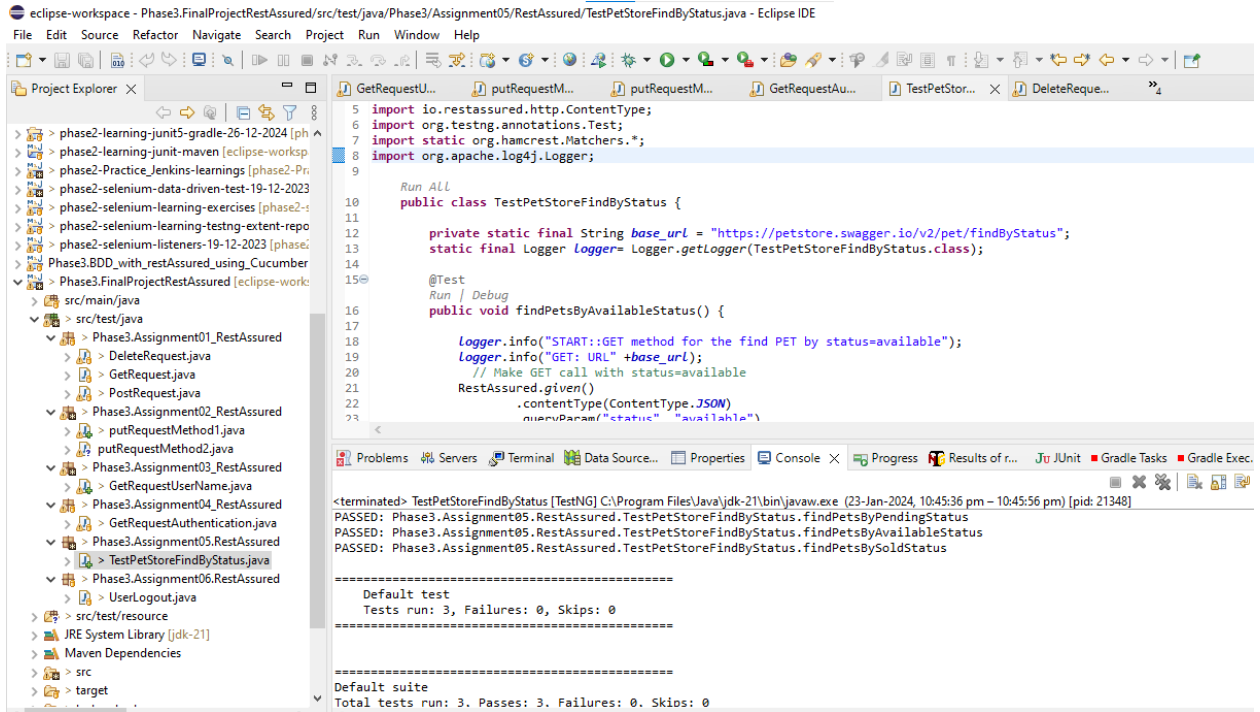 eclipse-workspace - Phase3.FinalProjectRestAssured/src/test/java/Phase3/Assignment05/RestAssured/TestPetStoreFindByStatus.java - Eclipse IDE
File Edit Source Refactor Navigate Search Project Run Window Help
Project Explorer
> phase2-learning-junit5-gradle-26-12-2024 [ph
> phase2-learning-junit-maven [eclipse-worksp
> phase2-Practice_Jenkins-learnings [phase2-Pra
> phase2-selenium-data-driven-test-19-12-2023
> phase2-selenium-learning-exercises [phase2-s
> phase2-selenium-learning-testng-extent-repo
> phase2-selenium-listeners-19-12-2023 [phase2
Phase3.BDD_with_restAssured_using_Cucumber
> Phase3.FinalProjectRestAssured [eclipse-works
src/main/java
> src/test/java
> Phase3.Assignment01_RestAssured
> DeleteRequest.java
> GetRequest.java
> PostRequest.java
> Phase3.Assignment02_RestAssured
> putRequestMethod1.java
putRequestMethod2.java
> Phase3.Assignment03_RestAssured
> GetRequestUserName.java
> Phase3.Assignment04_RestAssured
> GetRequestAuthentication.java
> Phase3.Assignment05.RestAssured
> TestPetStoreFindByStatus.java
> Phase3.Assignment06.RestAssured
> UserLogout.java
> src/test/resource
JRE System Library [jdk-21]
Maven Dependencies
> src
> target
GetRequestU... putRequestM... putRequestM... GetRequestAu... TestPetStor... DeleteReque... »4
5 import io.restassured.http.ContentType;
6 import org.testng.annotations.Test;
7 import static org.hamcrest.Matchers.*;
8 import org.apache.log4j.Logger;
9
Run All
10 public class TestPetStoreFindByStatus {
11
12 private static final String base_url = "https://petstore.swagger.io/v2/pet/findByStatus";
13 static final Logger logger= Logger.getLogger(TestPetStoreFindByStatus.class);
14
15 @Test
Run | Debug
16 public void findPetsByAvailableStatus() {
17
18 logger.info("START::GET method for the find PET by status=available");
19 logger.info("GET: URL" +base_url);
20 // Make GET call with status=available
21 RestAssured.given()
22 .contentType(ContentType.JSON)
23 .queryParam("status" "available")
Problems Servers Terminal Data Source... Properties Console Progress Results of r... Ju JUnit Gradle Tasks Gradle Exec.
<terminated> TestPetStoreFindByStatus [TestNG] C:\Program Files\Java\jdk-21\bin\javaw.exe (23-Jan-2024, 10:45:36 pm – 10:45:56 pm) [pid: 21348]
PASSED: Phase3.Assignment05.RestAssured.TestPetStoreFindByStatus.findPetsByPendingStatus
PASSED: Phase3.Assignment05.RestAssured.TestPetStoreFindByStatus.findPetsByAvailableStatus
PASSED: Phase3.Assignment05.RestAssured.TestPetStoreFindByStatus.findPetsBySoldStatus
===============================================
Default test
Tests run: 3, Failures: 0, Skips: 0
===============================================
===============================================
Default suite
Total tests run: 3, Passes: 3, Failures: 0, Skips: 0